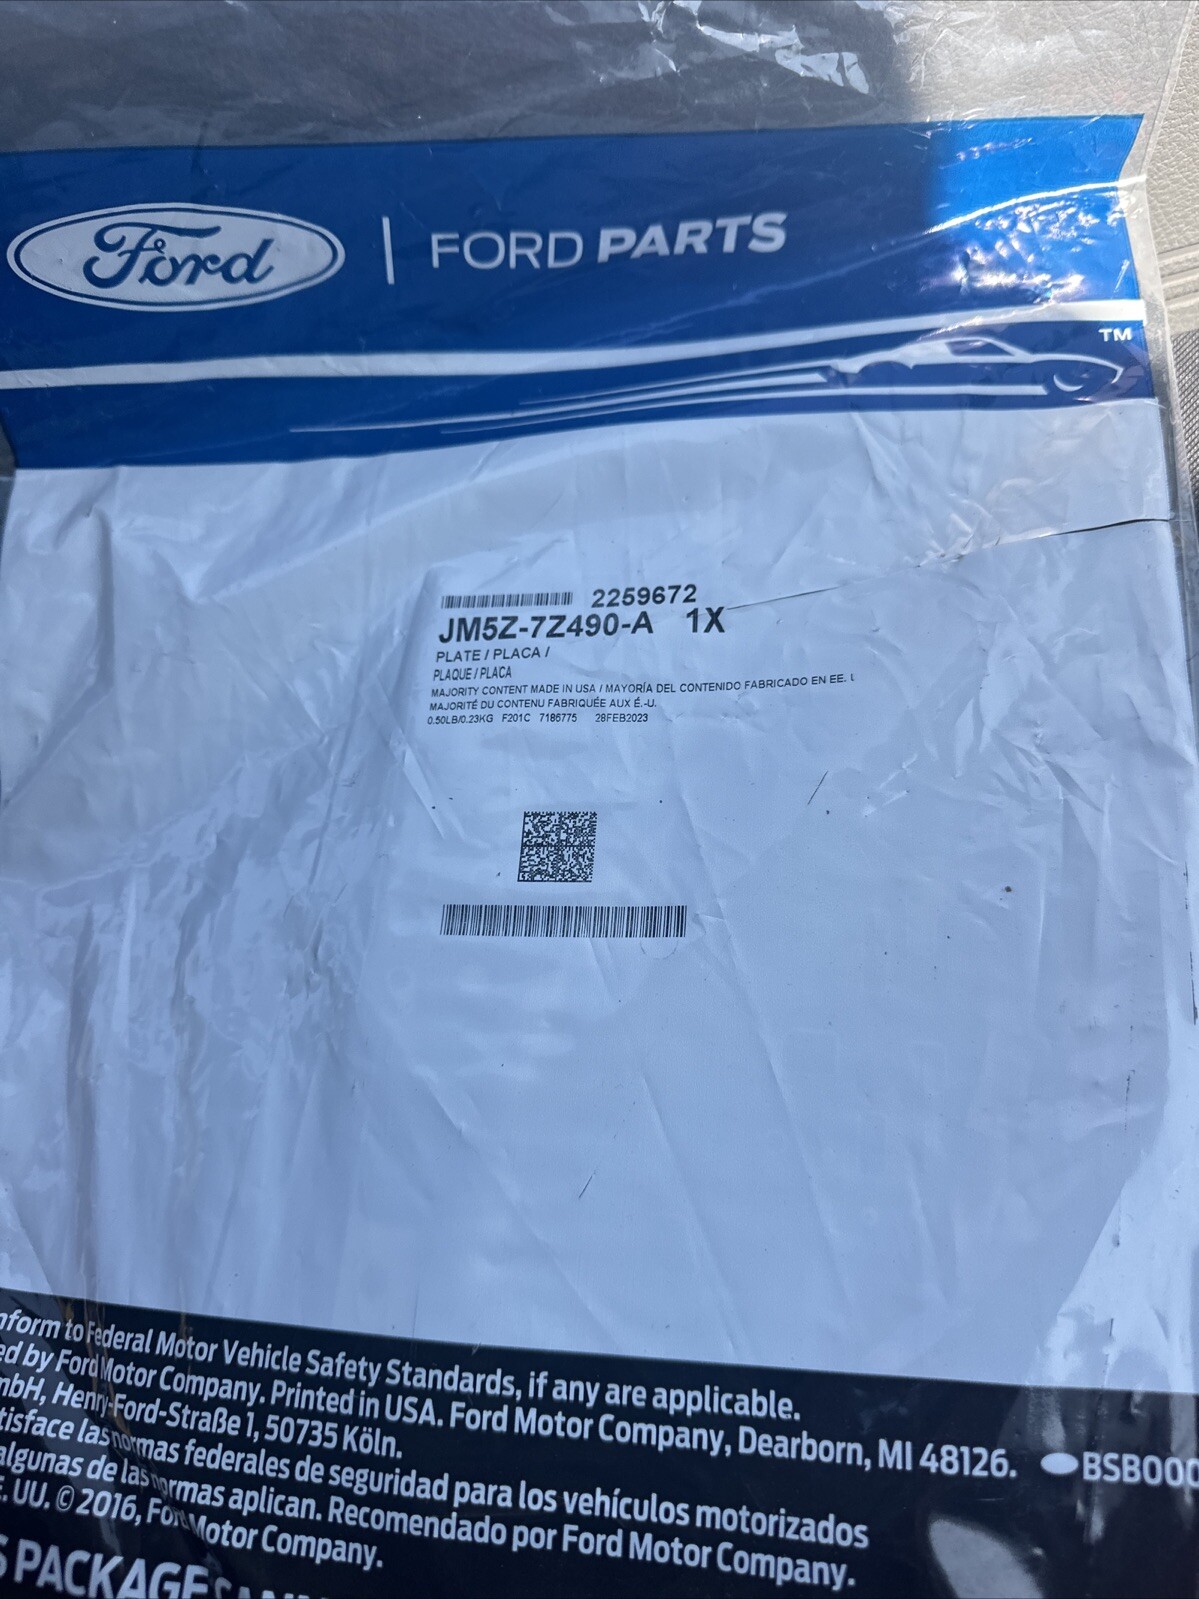 Ford
FORD PARTS
TM
2259672
JM5Z-7Z490-A 1X
PLATE / PLACA /
PLAQUE / PLACA
MAJORITY CONTENT MADE IN USA / MAYORÍA DEL CONTENIDO FABRICADO EN EE.
MAJORITÉ DU CONTENU FABRIQUÉE AUX É.-U.
0.50LB/0.23KG F201C 7186775 28FEB2023
nform to Federal Motor Vehicle Safety Standards, if any are applicable.
ed by Ford Motor Company. Printed in USA. Ford Motor Company, Dearborn, MI 48126. BSB000
mbH, Henry-Ford-Straße 1, 50735 Köln.
tisface las normas federales de seguridad para los vehículos motorizados
algunas de las normas aplican. Recomendado por Ford Motor Company.
E. UU. © 2016, Ford Motor Company.
S PACKAGE